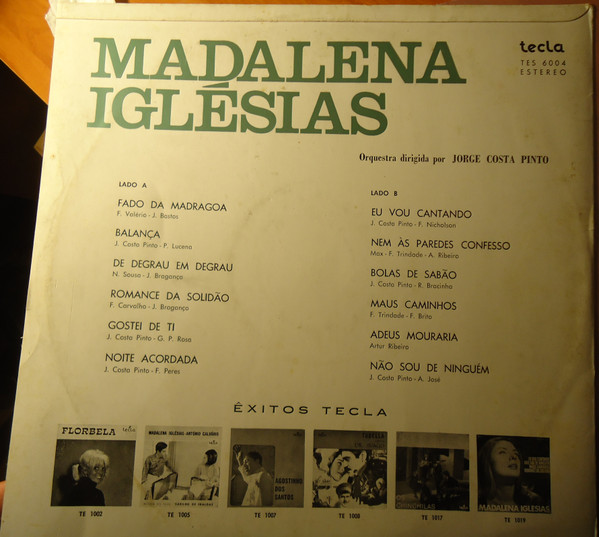 MADALENA
IGLÉSIAS
tecla
TES 6004
ESTEREO
Orquestra dirigida por JORGE COSTA PINTO
LADO A
FADO DA MADRAGOA
F. Valério - J. Bastos
BALANÇA
J. Costa Pinto - P. Lucena
DE DEGRAU EM DEGRAU
N. Sousa - J. Bragança
ROMANCE DA SOLIDÃO
F. Carvalho - J. Bragança
GOSTEI DE TI
J. Costa Pinto - G. P. Rosa
NOITE ACORDADA
J. Costa Pinto - F. Peres
LADO B
EU VOU CANTANDO
J. Costa Pinto - F. Nicholson
NEM ÀS PAREDES CONFESSO
Max - F. Trindade - A. Ribeiro
BOLAS DE SABÃO
J. Costa Pinto - R. Brazinha
MAUS CAMINHOS
F. Trindade - F. Brito
ADEUS MOURARIA
Artur Ribeiro
NÃO SOU DE NINGUÉM
J. Costa Pinto - A. José
ÊXITOS TECLA
FLORBELA
tecla
MADALENA IGLÉSIAS ANTÓNIO CALVÁRIO
AGOSTINHO
DOS
SANTOS
MADALENA IGLÉSIAS
TE 1002
TE 1005
TE 1007
TE 1008
TE 1017
TE 1019